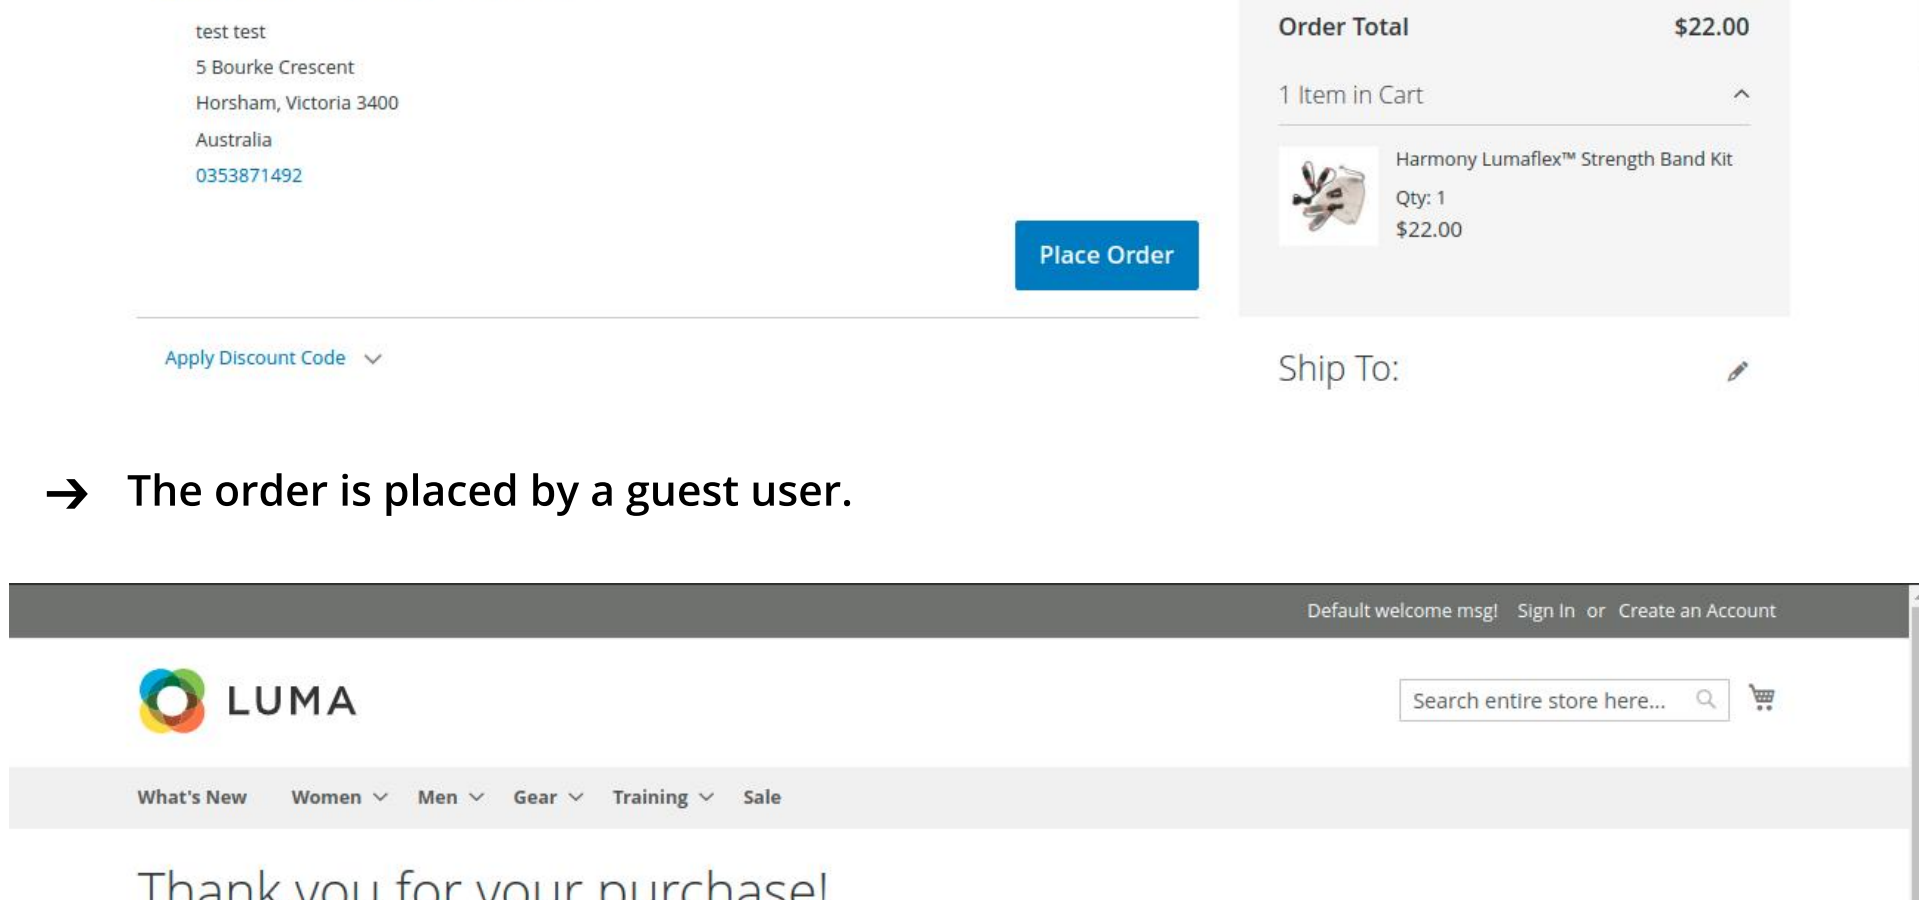 test test
5 Bourke Crescent
Horsham, Victoria 3400
Australia
0353871492
Place Order
Apply Discount Code
Order Total $22.00
1 Item in Cart
Harmony Lumaflex™ Strength Band Kit
Qty: 1
$22.00
Ship To:
→ The order is placed by a guest user.
Default welcome msg! Sign In or Create an Account
LUMA
Search entire store here...
What's New Women Men Gear Training Sale
Thank you for your purchase!